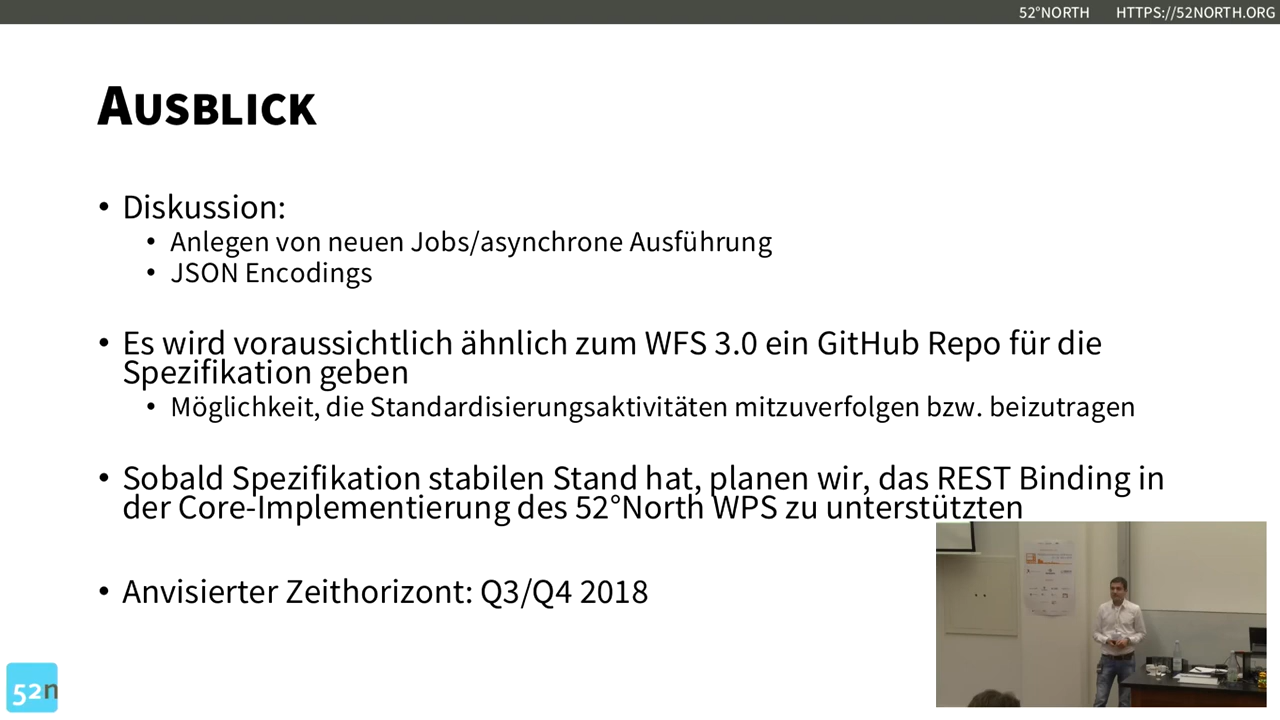 52°NORTH HTTPS://52NORTH.ORG
AUSBLICK
• Diskussion:
• Anlegen von neuen Jobs/asynchrone Ausführung
• JSON Encodings
• Es wird voraussichtlich ähnlich zum WFS 3.0 ein GitHub Repo für die
Spezifikation geben
• Möglichkeit, die Standardisierungsaktivitäten mitzuverfolgen bzw. beizutragen
• Sobald Spezifikation stabilen Stand hat, planen wir, das REST Binding in
der Core-Implementierung des 52°North WPS zu unterstützten
• Anvisierter Zeithorizont: Q3/Q4 2018
52n